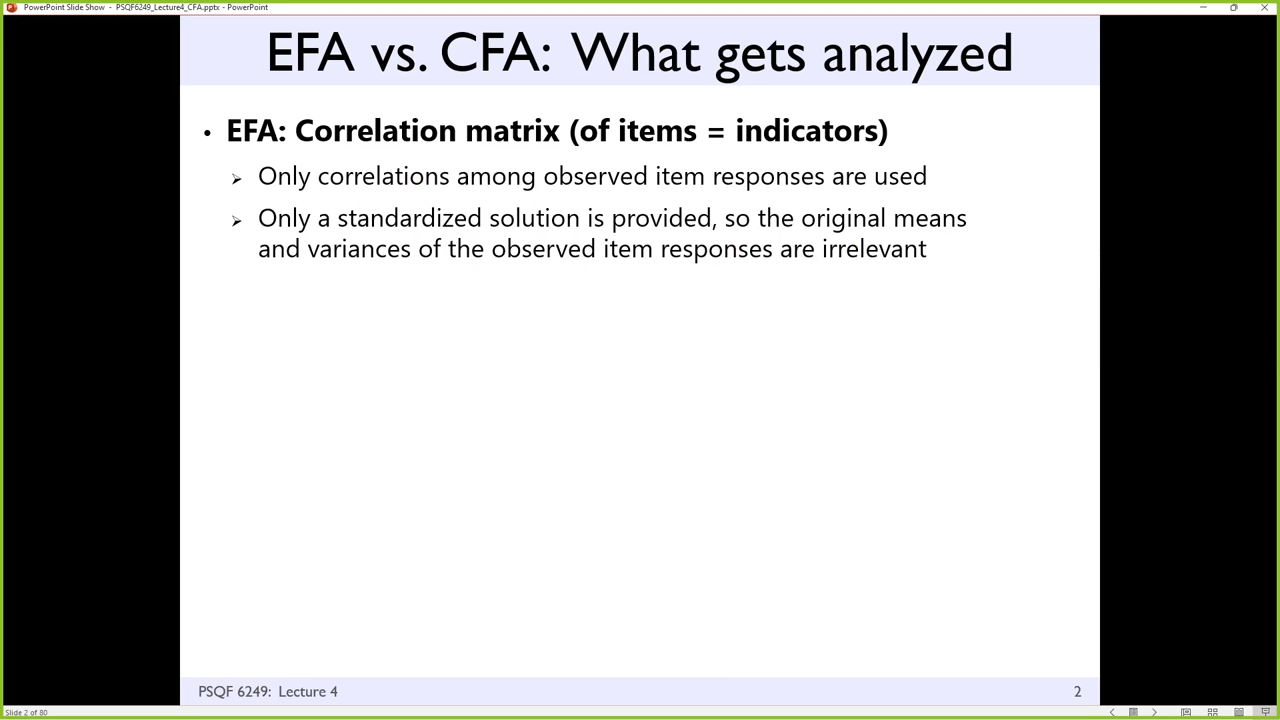 PowerPoint Slide Show - PSQF6249_Lecture4_CFA.pptx - PowerPoint
EFA vs. CFA: What gets analyzed
• EFA: Correlation matrix (of items = indicators)
➢ Only correlations among observed item responses are used
➢ Only a standardized solution is provided, so the original means
and variances of the observed item responses are irrelevant
PSQF 6249: Lecture 4
2
Slide 2 of 80